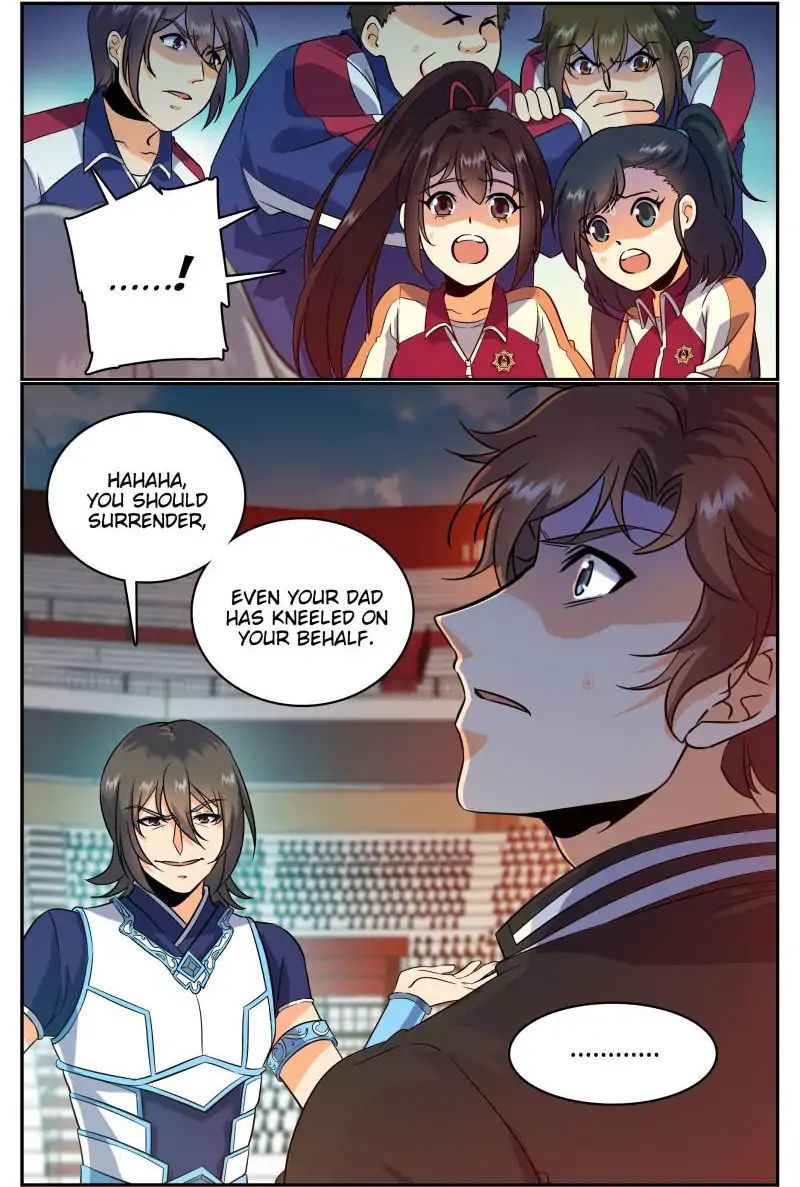 ......!
HAHAHA,
YOU SHOULD
SURRENDER,
EVEN YOUR DAD
HAS KNEELED ON
YOUR BEHALF.
............